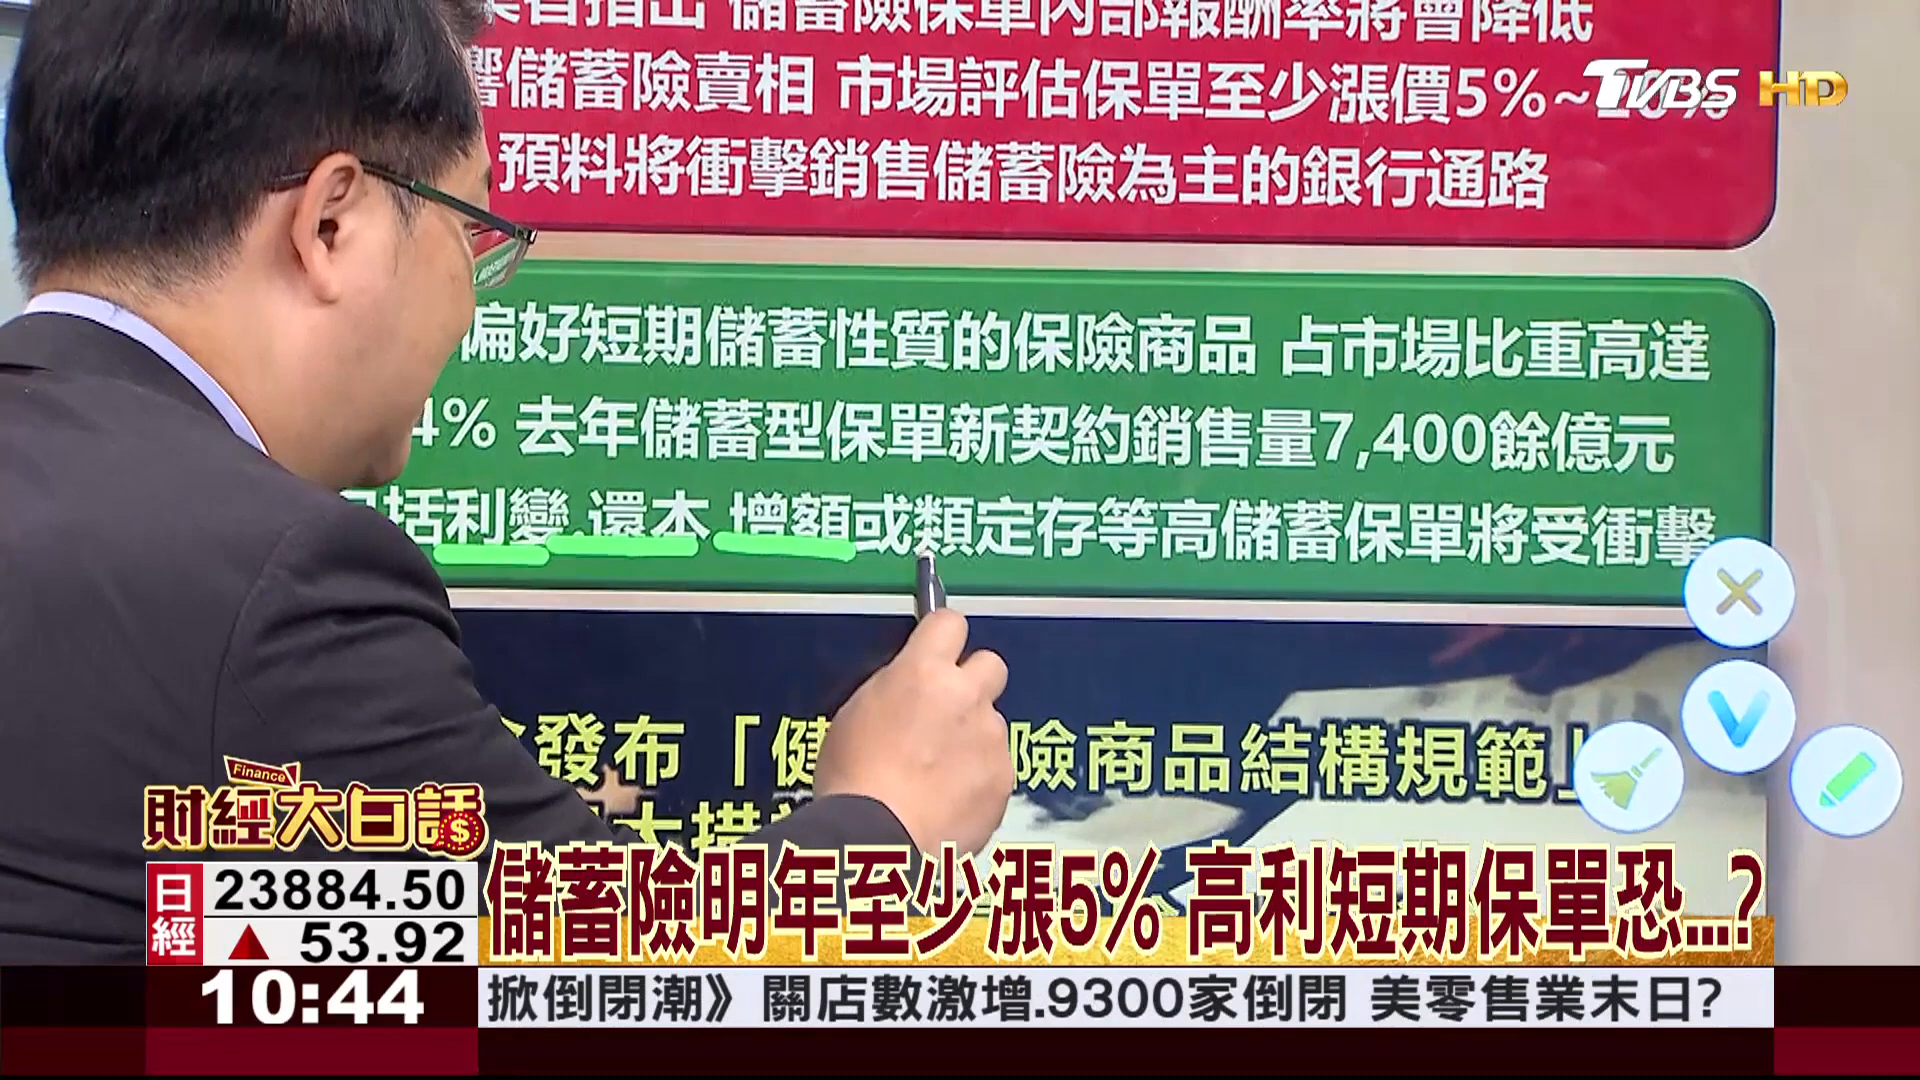 業者指出 儲蓄險保單內部報酬率將會降低
響儲蓄險賣相 市場評估保單至少漲價5%~
TVBS HD
預料將衝擊銷售儲蓄險為主的銀行通路
偏好短期儲蓄性質的保險商品 占市場比重高達
4% 去年儲蓄型保單新契約銷售量7,400餘億元
包括利變.還本 增額或類定存等高儲蓄保單將受衝擊
發布「健 險商品結構規範」
大措
Finance
財經大白話
儲蓄險明年至少漲5% 高利短期保單恐...?
日經 23884.50
▲ 53.92
10:44
掀倒閉潮》關店數激增.9300家倒閉 美零售業末日?